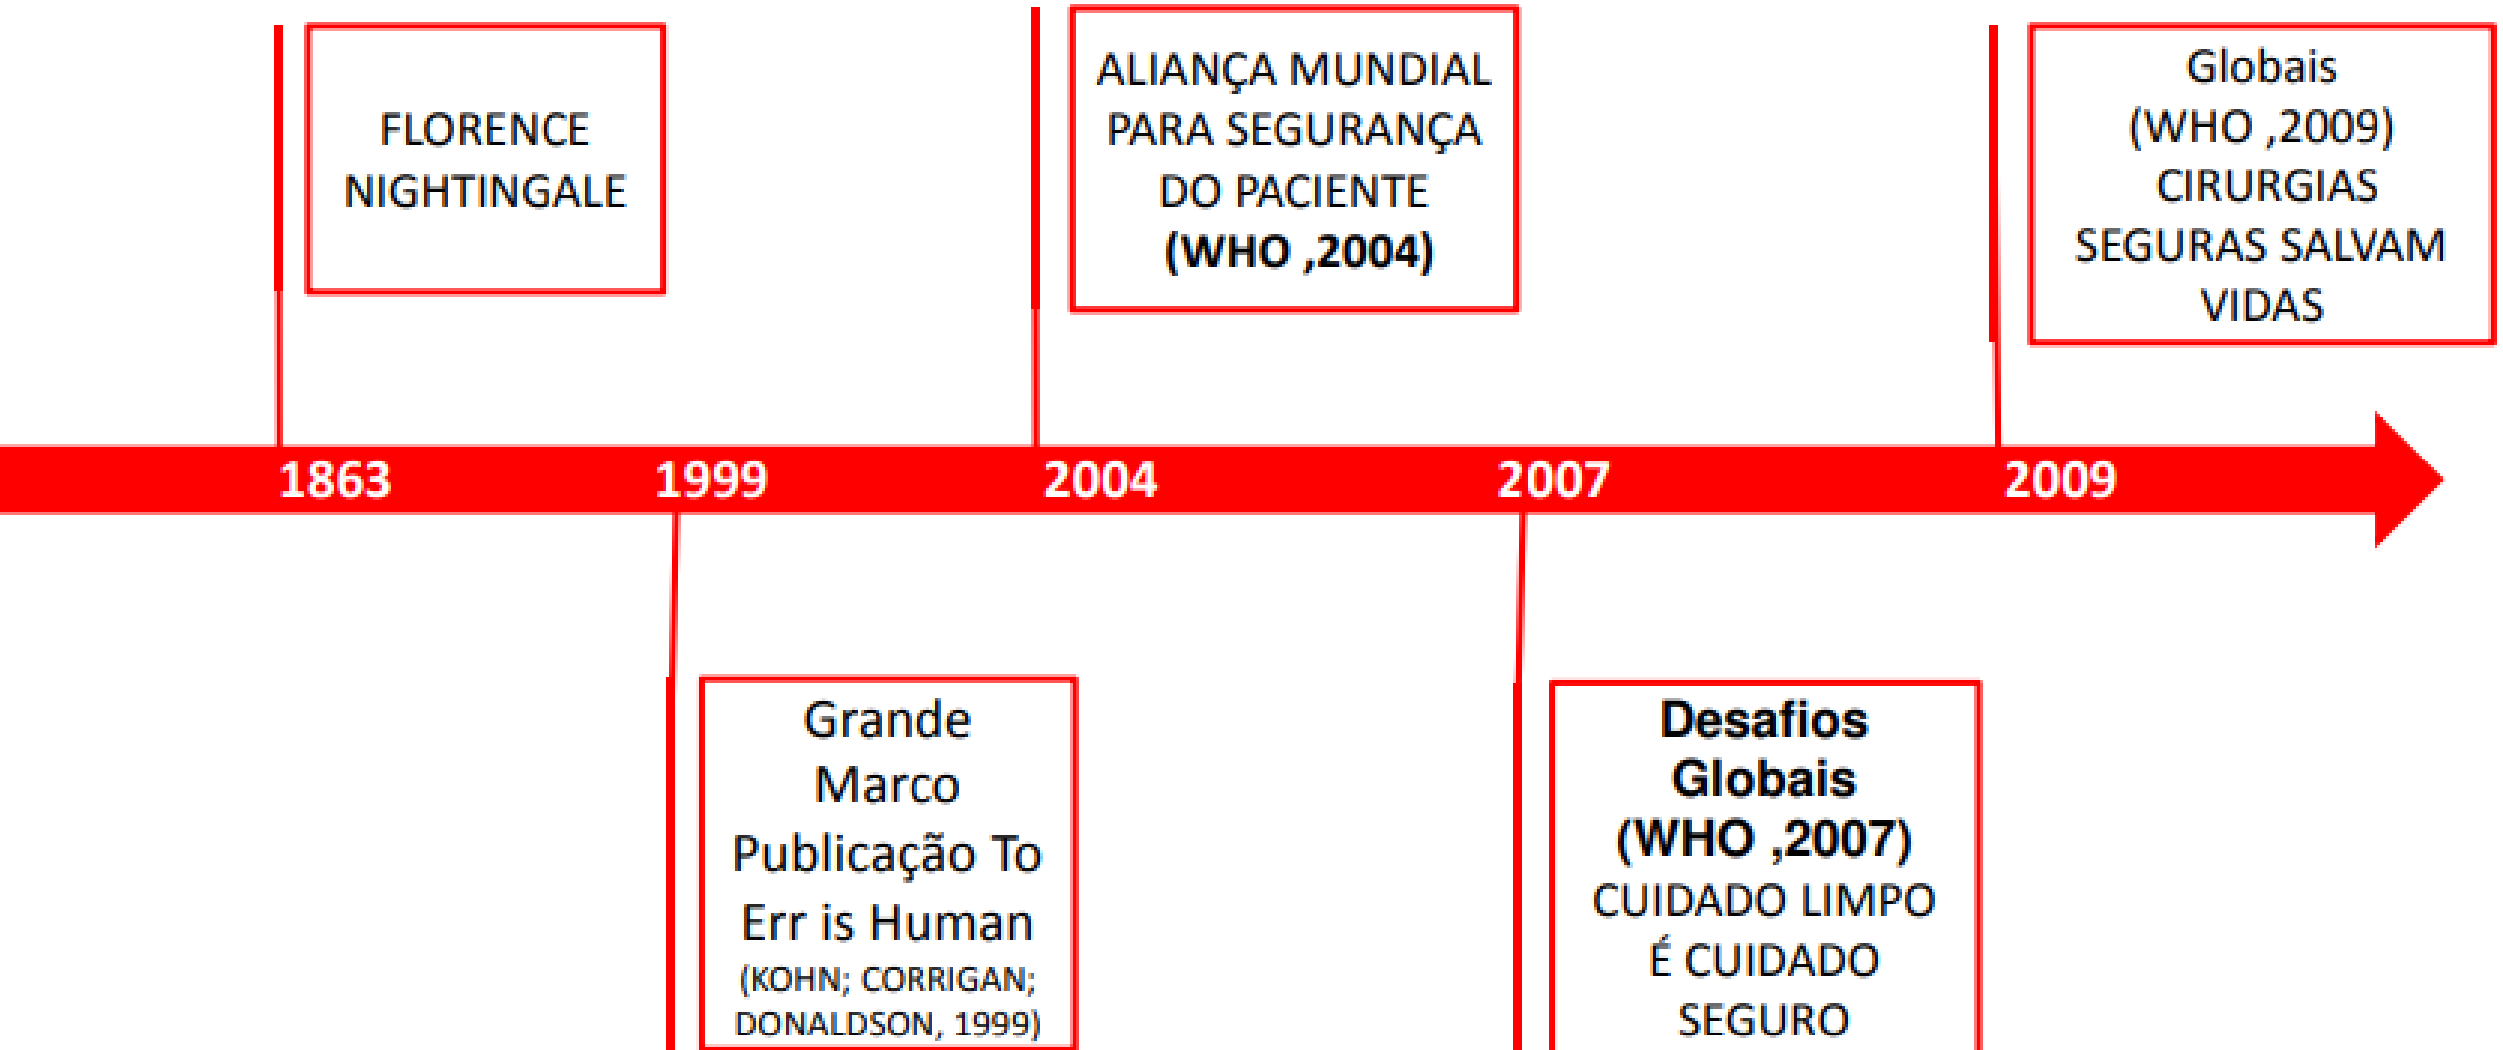 FLORENCE
NIGHTINGALE
ALIANÇA MUNDIAL
PARA SEGURANÇA
DO PACIENTE
(WHO ,2004)
Globais
(WHO ,2009)
CIRURGIAS
SEGURAS SALVAM
VIDAS
1863
1999
2004
2007
2009
Grande
Marco
Publicação To
Err is Human
(KOHN; CORRIGAN;
DONALDSON, 1999)
Desafios
Globais
(WHO ,2007)
CUIDADO LIMPO
É CUIDADO
SEGURO